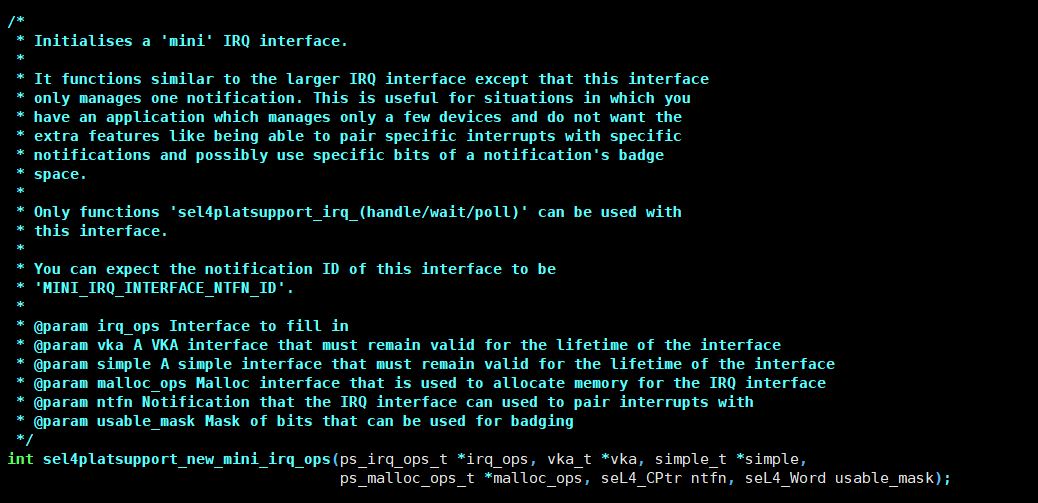 /*
 * Initialises a 'mini' IRQ interface.
 *
 * It functions similar to the larger IRQ interface except that this interface
 * only manages one notification. This is useful for situations in which you
 * have an application which manages only a few devices and do not want the
 * extra features like being able to pair specific interrupts with specific
 * notifications and possibly use specific bits of a notification's badge
 * space.
 *
 * Only functions 'sel4platsupport_irq_(handle/wait/poll)' can be used with
 * this interface.
 *
 * You can expect the notification ID of this interface to be
 * 'MINI_IRQ_INTERFACE_NTFN_ID'.
 *
 * @param irq_ops Interface to fill in
 * @param vka A VKA interface that must remain valid for the lifetime of the interface
 * @param simple A simple interface that must remain valid for the lifetime of the interface
 * @param malloc_ops Malloc interface that is used to allocate memory for the IRQ interface
 * @param ntfn Notification that the IRQ interface can used to pair interrupts with
 * @param usable_mask Mask of bits that can be used for badging
 */
int sel4platsupport_new_mini_irq_ops(ps_irq_ops_t *irq_ops, vka_t *vka, simple_t *simple,
                                     ps_malloc_ops_t *malloc_ops, seL4_CPtr ntfn, seL4_Word usable_mask);